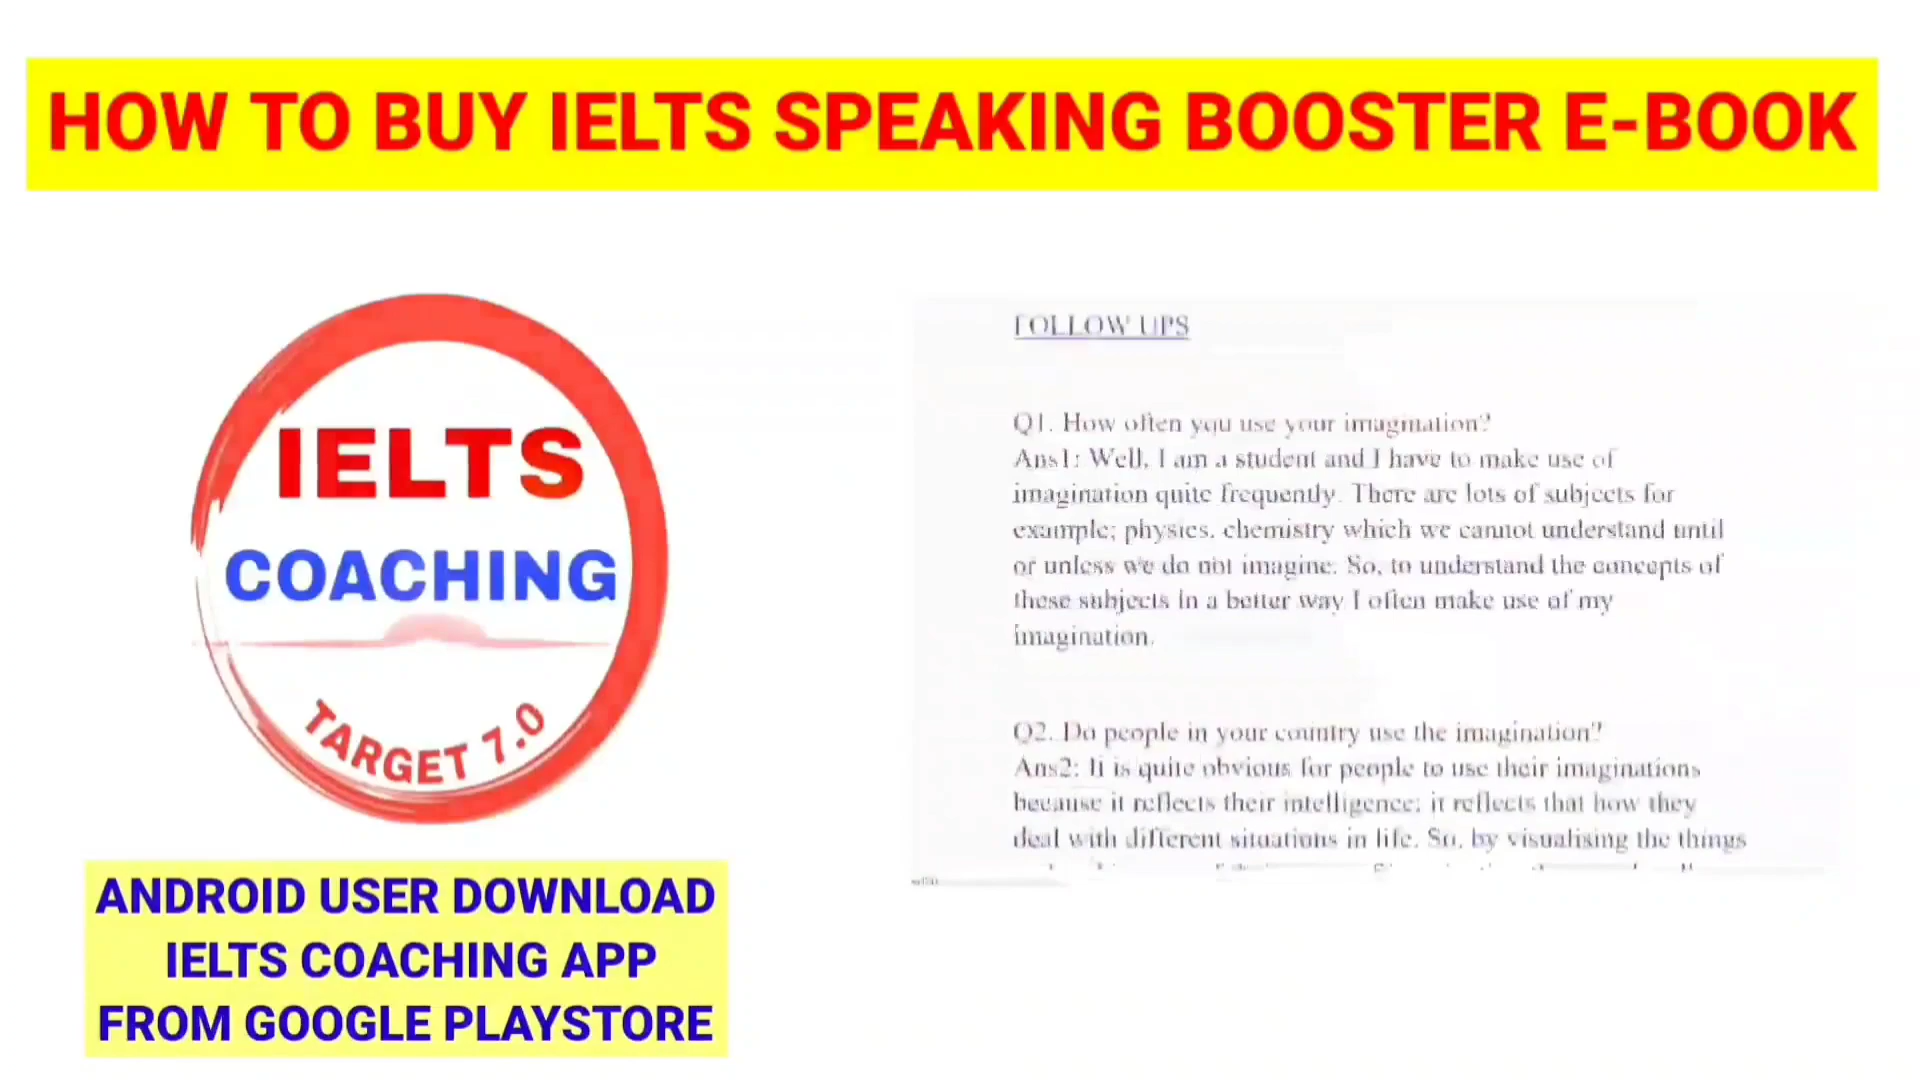 HOW TO BUY IELTS SPEAKING BOOSTER E-BOOK
IELTS
COACHING
TARGET 7.0
ANDROID USER DOWNLOAD
IELTS COACHING APP
FROM GOOGLE PLAYSTORE
FOLLOW UPS
Q1. How often you use your imagination?
Ans1: Well, I am a student and I have to make use of
imagination quite frequently. There are lots of subjects for
example; physics, chemistry which we cannot understand until
or unless we do not imagine. So, to understand the concepts of
these subjects in a better way I often make use of my
imagination.
Q2. Do people in your country use the imagination?
Ans2: It is quite obvious for people to use their imaginations
because it reflects their intelligence; it reflects that how they
deal with different situations in life. So, by visualising the things